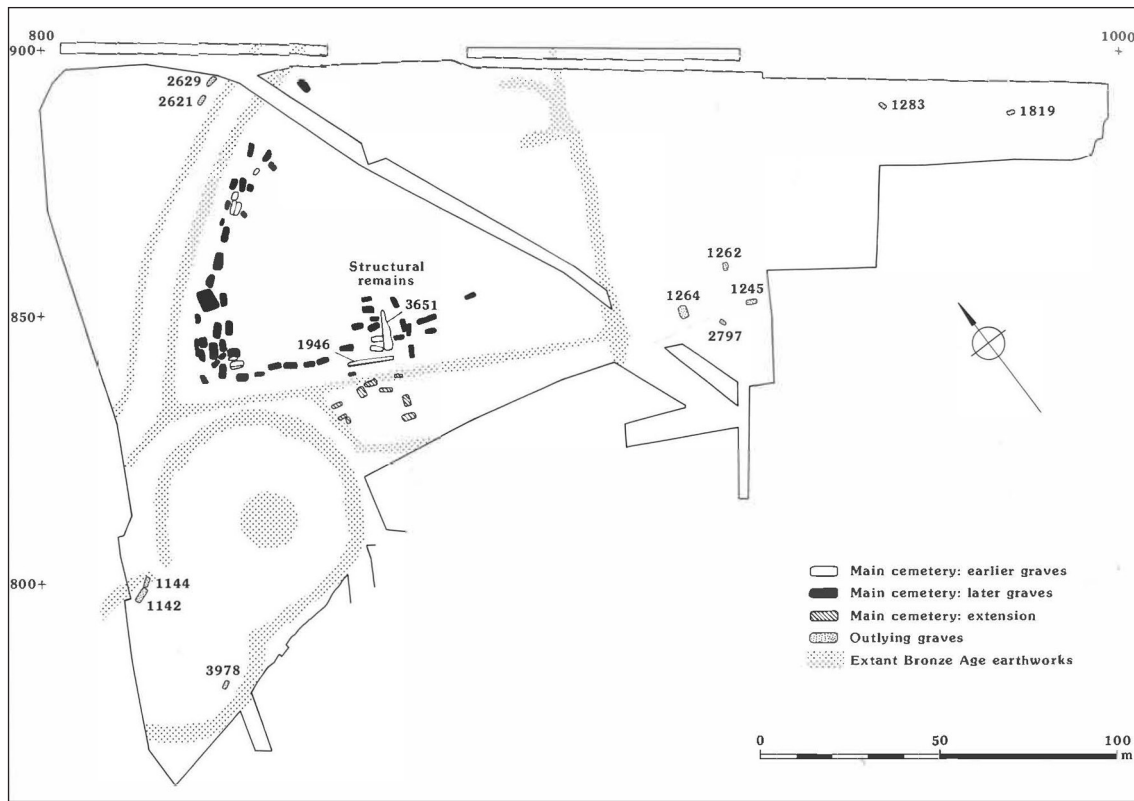 800
900+
1000
+
2629
2621
1283
1819
1262
Structural
remains
3651
1264
1245
2797
850+
1946
800+
1144
1142
3978
Main cemetery: earlier graves
Main cemetery: later graves
Main cemetery: extension
Outlying graves
Extant Bronze Age earthworks
0 50 100
m